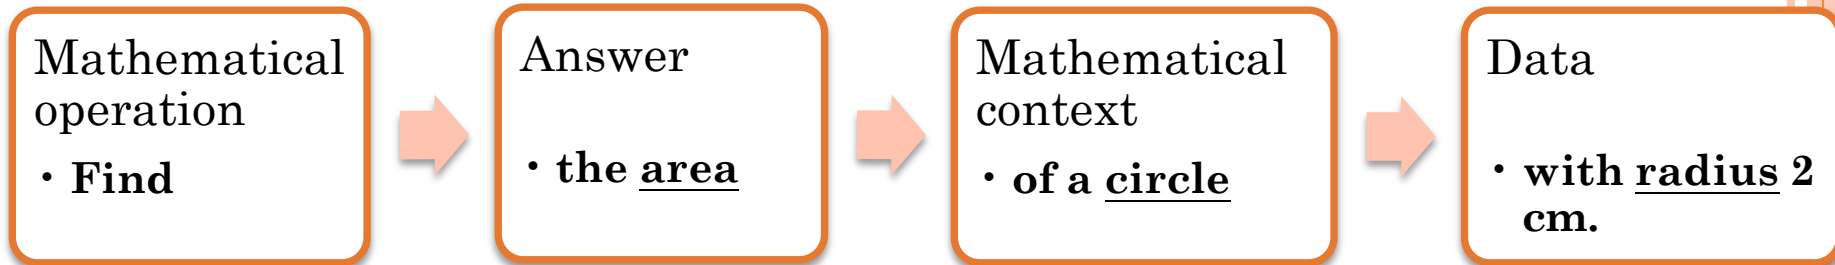 Mathematical
operation
· Find
Answer
· the area
Mathematical
context
· of a circle
Data
· with radius 2
cm.